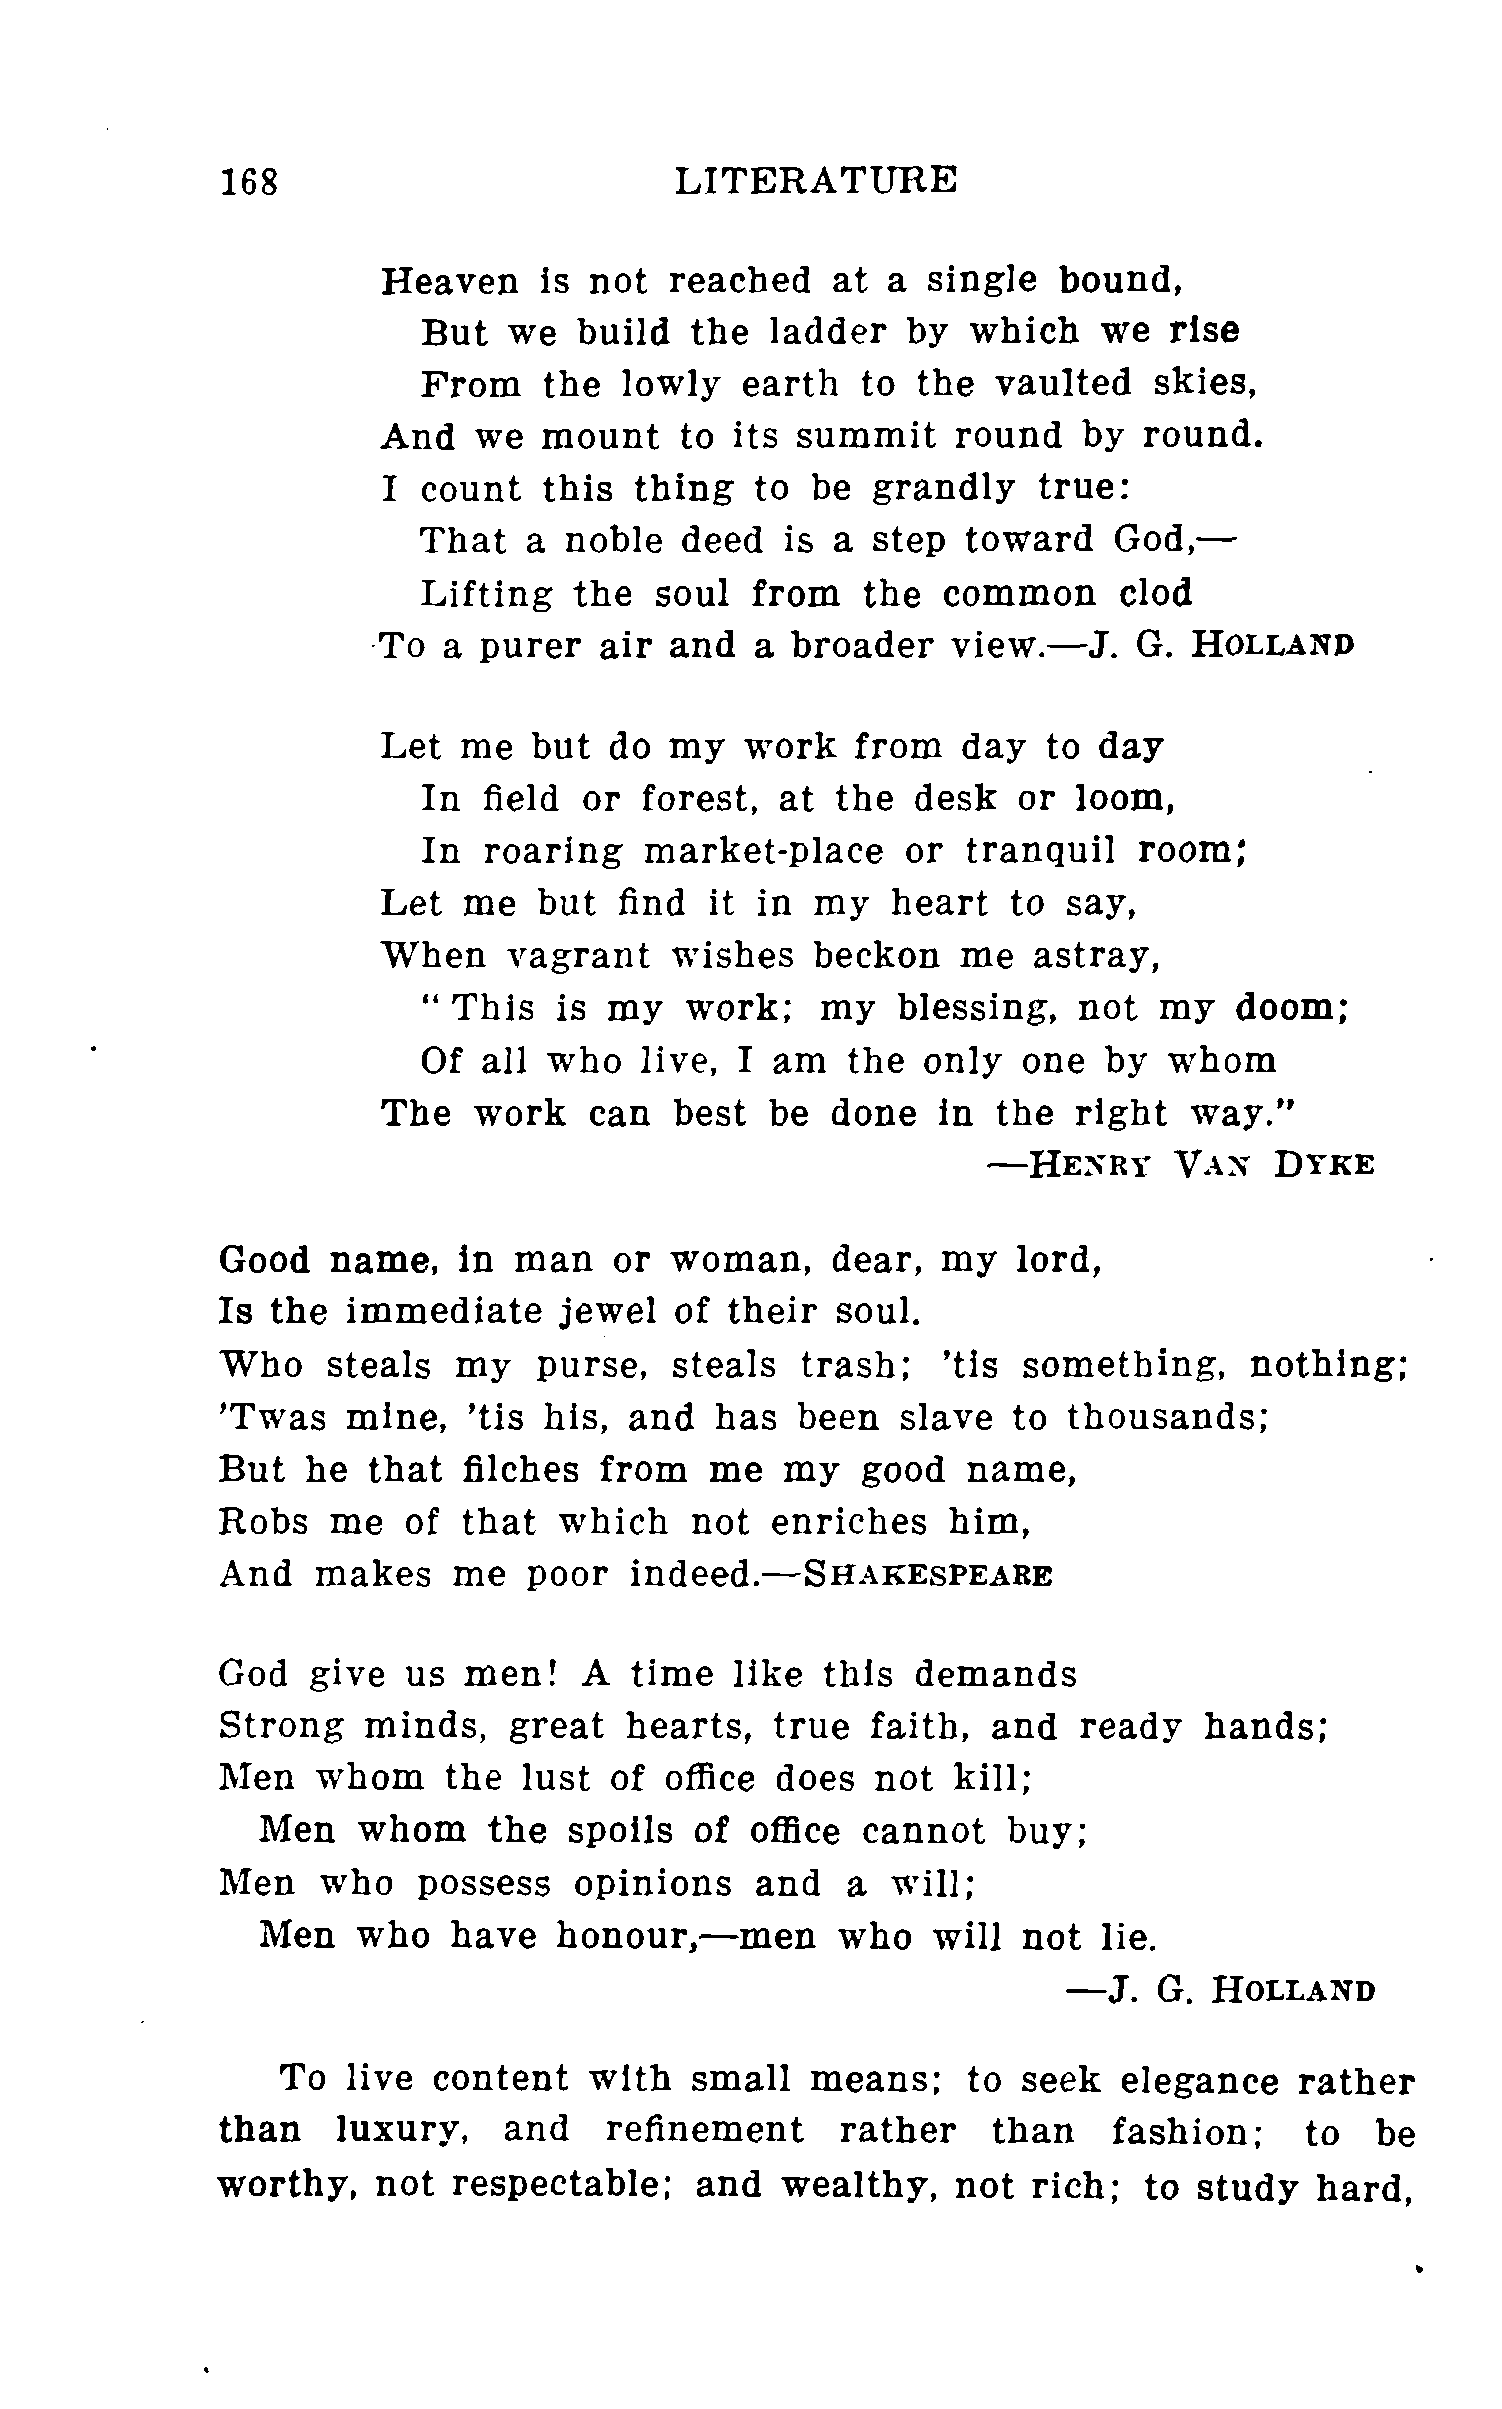 168 LITERATURE
Heaven is not reached at a single bound,
But we build the ladder by which we rise
From the lowly earth to the vaulted skies,
And we mount to its summit round by round.
I count this thing to be grandly true:
That a noble deed is a step toward God,—
Lifting the soul from the common clod
To a purer air and a broader view.—J. G. HOLLAND
Let me but do my work from day to day
In field or forest, at the desk or loom,
In roaring market-place or tranquil room;
Let me but find it in my heart to say,
When vagrant wishes beckon me astray,
" This is my work; my blessing, not my doom;
Of all who live, I am the only one by whom
The work can best be done in the right way."
—HENRY VAN DYKE
Good name, in man or woman, dear, my lord,
Is the immediate jewel of their soul.
Who steals my purse, steals trash; 'tis something, nothing;
'Twas mine, 'tis his, and has been slave to thousands;
But he that filches from me my good name,
Robs me of that which not enriches him,
And makes me poor indeed.—SHAKESPEARE
God give us men! A time like this demands
Strong minds, great hearts, true faith, and ready hands;
Men whom the lust of office does not kill;
Men whom the spoils of office cannot buy;
Men who possess opinions and a will;
Men who have honour,—men who will not lie.
—J. G. HOLLAND
To live content with small means; to seek elegance rather
than luxury, and refinement rather than fashion; to be
worthy, not respectable; and wealthy, not rich; to study hard,